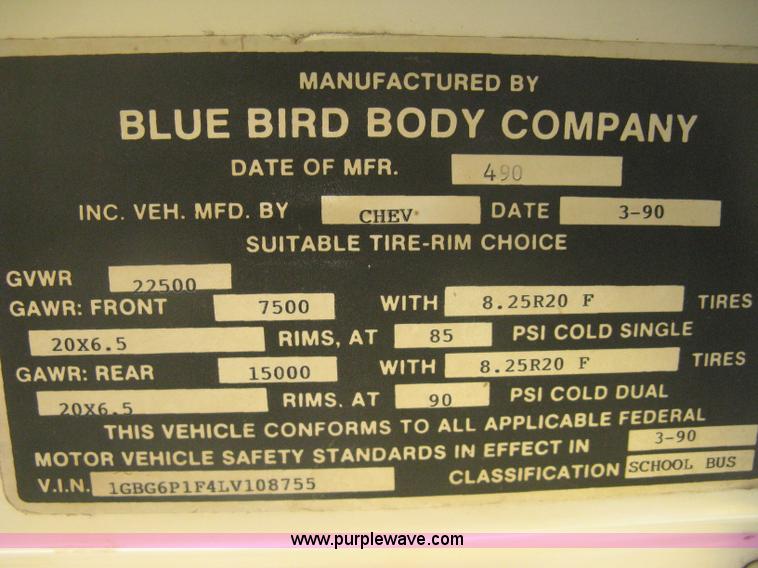 MANUFACTURED BY
BLUE BIRD BODY COMPANY
DATE OF MFR. 490
INC. VEH. MFD. BY CHEV. DATE 3-90
SUITABLE TIRE-RIM CHOICE
GVWR 22500
GAWR: FRONT 7500 WITH 8.25R20 F TIRES
20X6.5 RIMS, AT 85 PSI COLD SINGLE
GAWR: REAR 15000 WITH 8.25R20 F TIRES
20X6.5 RIMS. AT 90 PSI COLD DUAL
THIS VEHICLE CONFORMS TO ALL APPLICABLE FEDERAL
MOTOR VEHICLE SAFETY STANDARDS IN EFFECT IN 3-90
V.I.N. 1GBG6P1F4LV108755 CLASSIFICATION SCHOOL BUS
www.purplewave.com